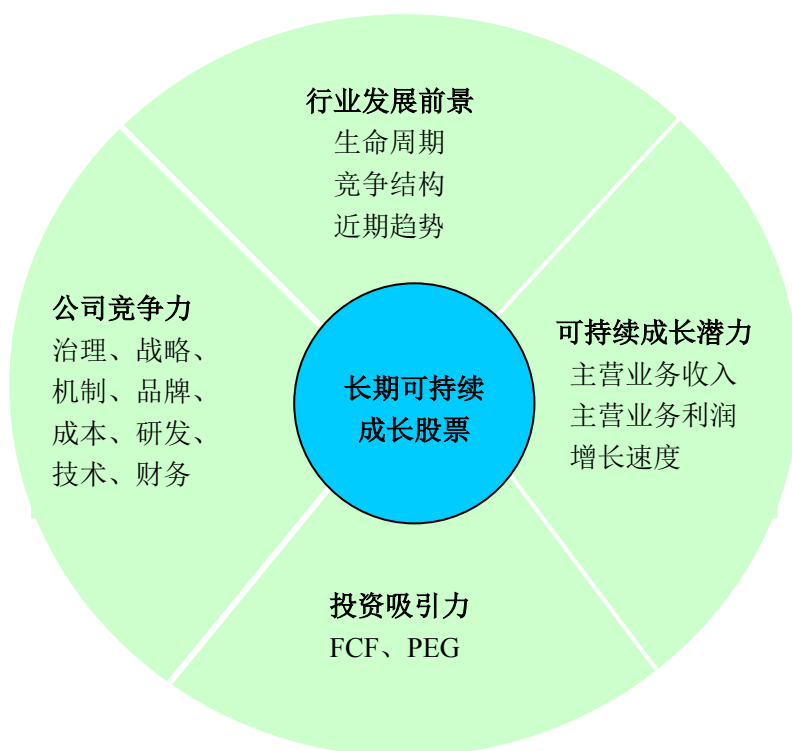 行业发展前景
生命周期
竞争结构
近期趋势
公司竞争力
治理、战略、
机制、品牌、
成本、研发、
技术、财务
长期可持续
成长股票
可持续成长潜力
主营业务收入
主营业务利润
增长速度
投资吸引力
FCF、PEG